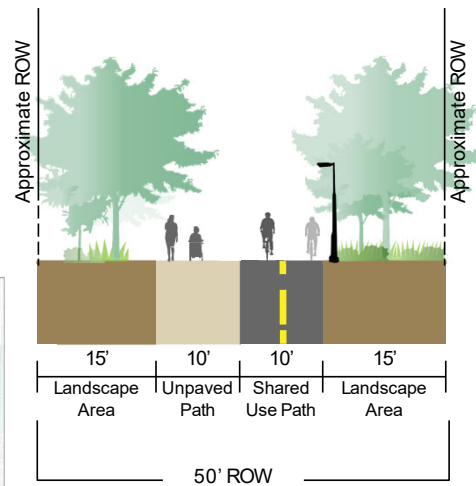 Approximate ROW
Approximate ROW
15’ 10’ 10’ 15’
Landscape Unpaved Shared Landscape
Area Path Use Path Area
50’ ROW